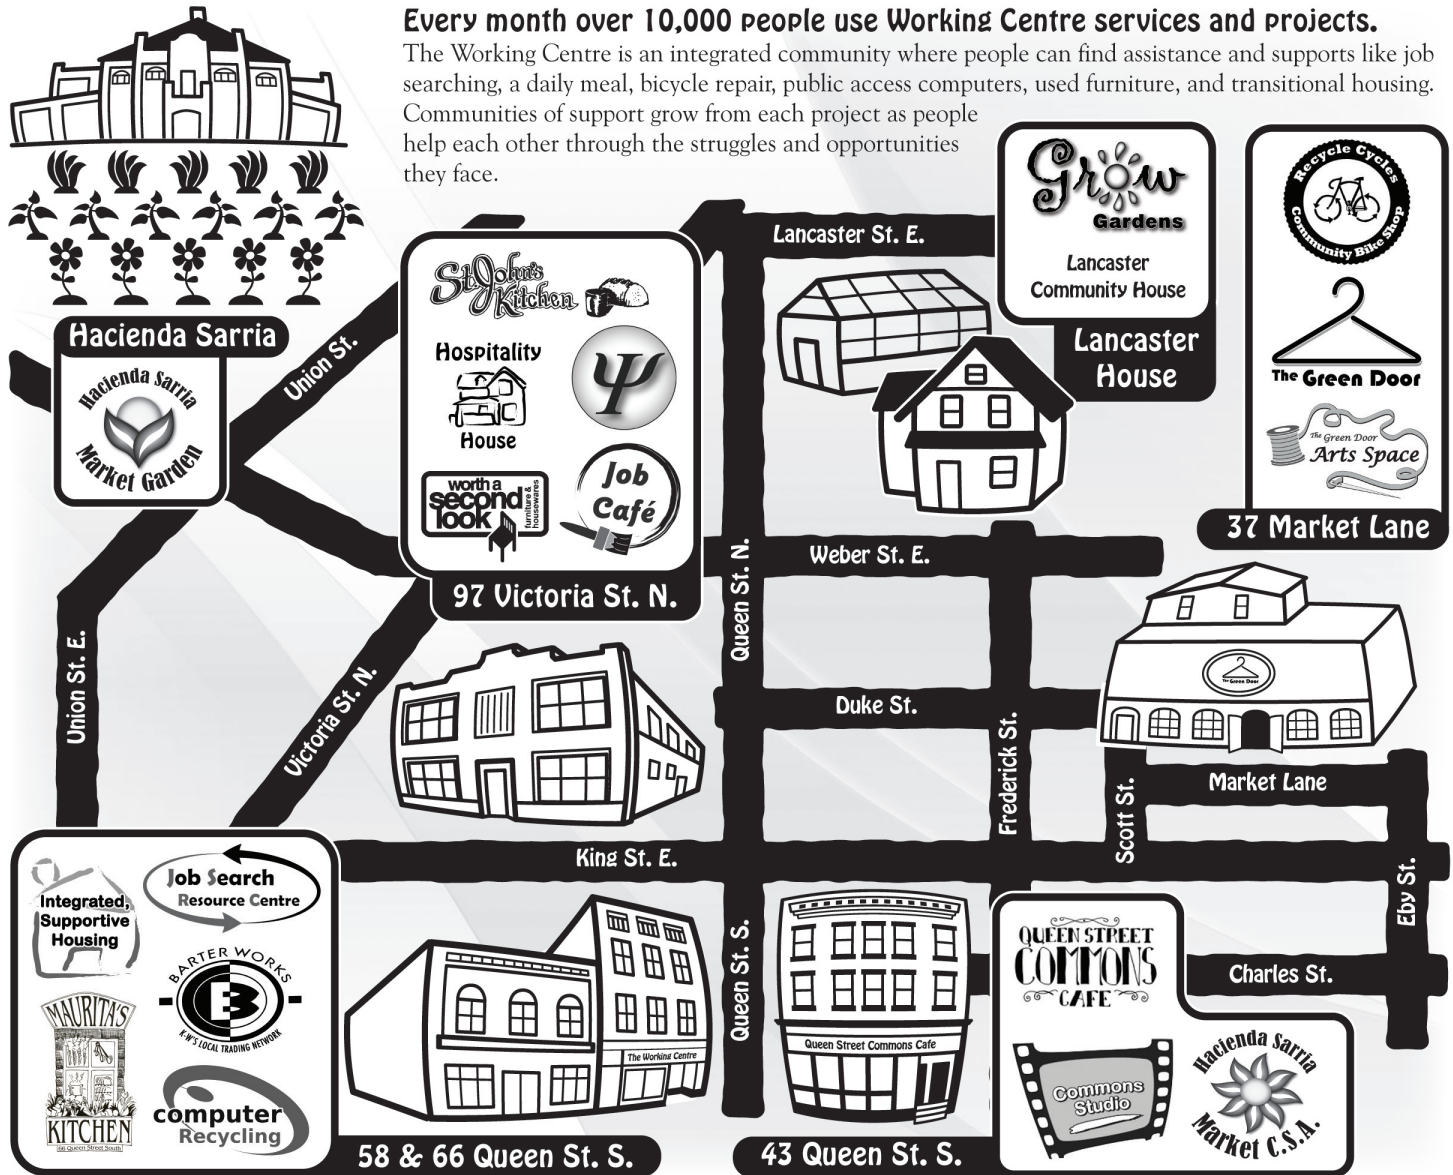 Every month over 10,000 people use Working Centre services and projects.
The Working Centre is an integrated community where people can find assistance and supports like job
searching, a daily meal, bicycle repair, public access computers, used furniture, and transitional housing.
Communities of support grow from each project as people
help each other through the struggles and opportunities
they face.
Hacienda Sarria
Hacienda Sarria
Market Garden
Union St.
Union St. E.
Victoria St. N.
St. John's
Kitchen
Hospitality
House
Ψ
worth a
second
look
furniture &
housewares
Job
Café
97 Victoria St. N.
Lancaster St. E.
Grow
Gardens
Lancaster
Community House
Lancaster
House
Recycle Cycles
Community Bike Shop
The Green Door
The Green Door
Arts Space
37 Market Lane
The Green Door
Weber St. E.
Queen St. N.
Duke St.
Frederick St.
Market Lane
Scott St.
King St. E.
Eby St.
Charles St.
Queen St. S.
Integrated,
Supportive
Housing
Job Search
Resource Centre
BARTER WORKS
B
K-W'S LOCAL TRADING NETWORK
MAURITA'S
KITCHEN
66 Queen Street South
computer
Recycling
The Working Centre
58 & 66 Queen St. S.
Queen Street Commons Cafe
43 Queen St. S.
QUEEN STREET
COMMONS
CAFE
Commons
Studio
Hacienda Sarria
Market C.S.A.